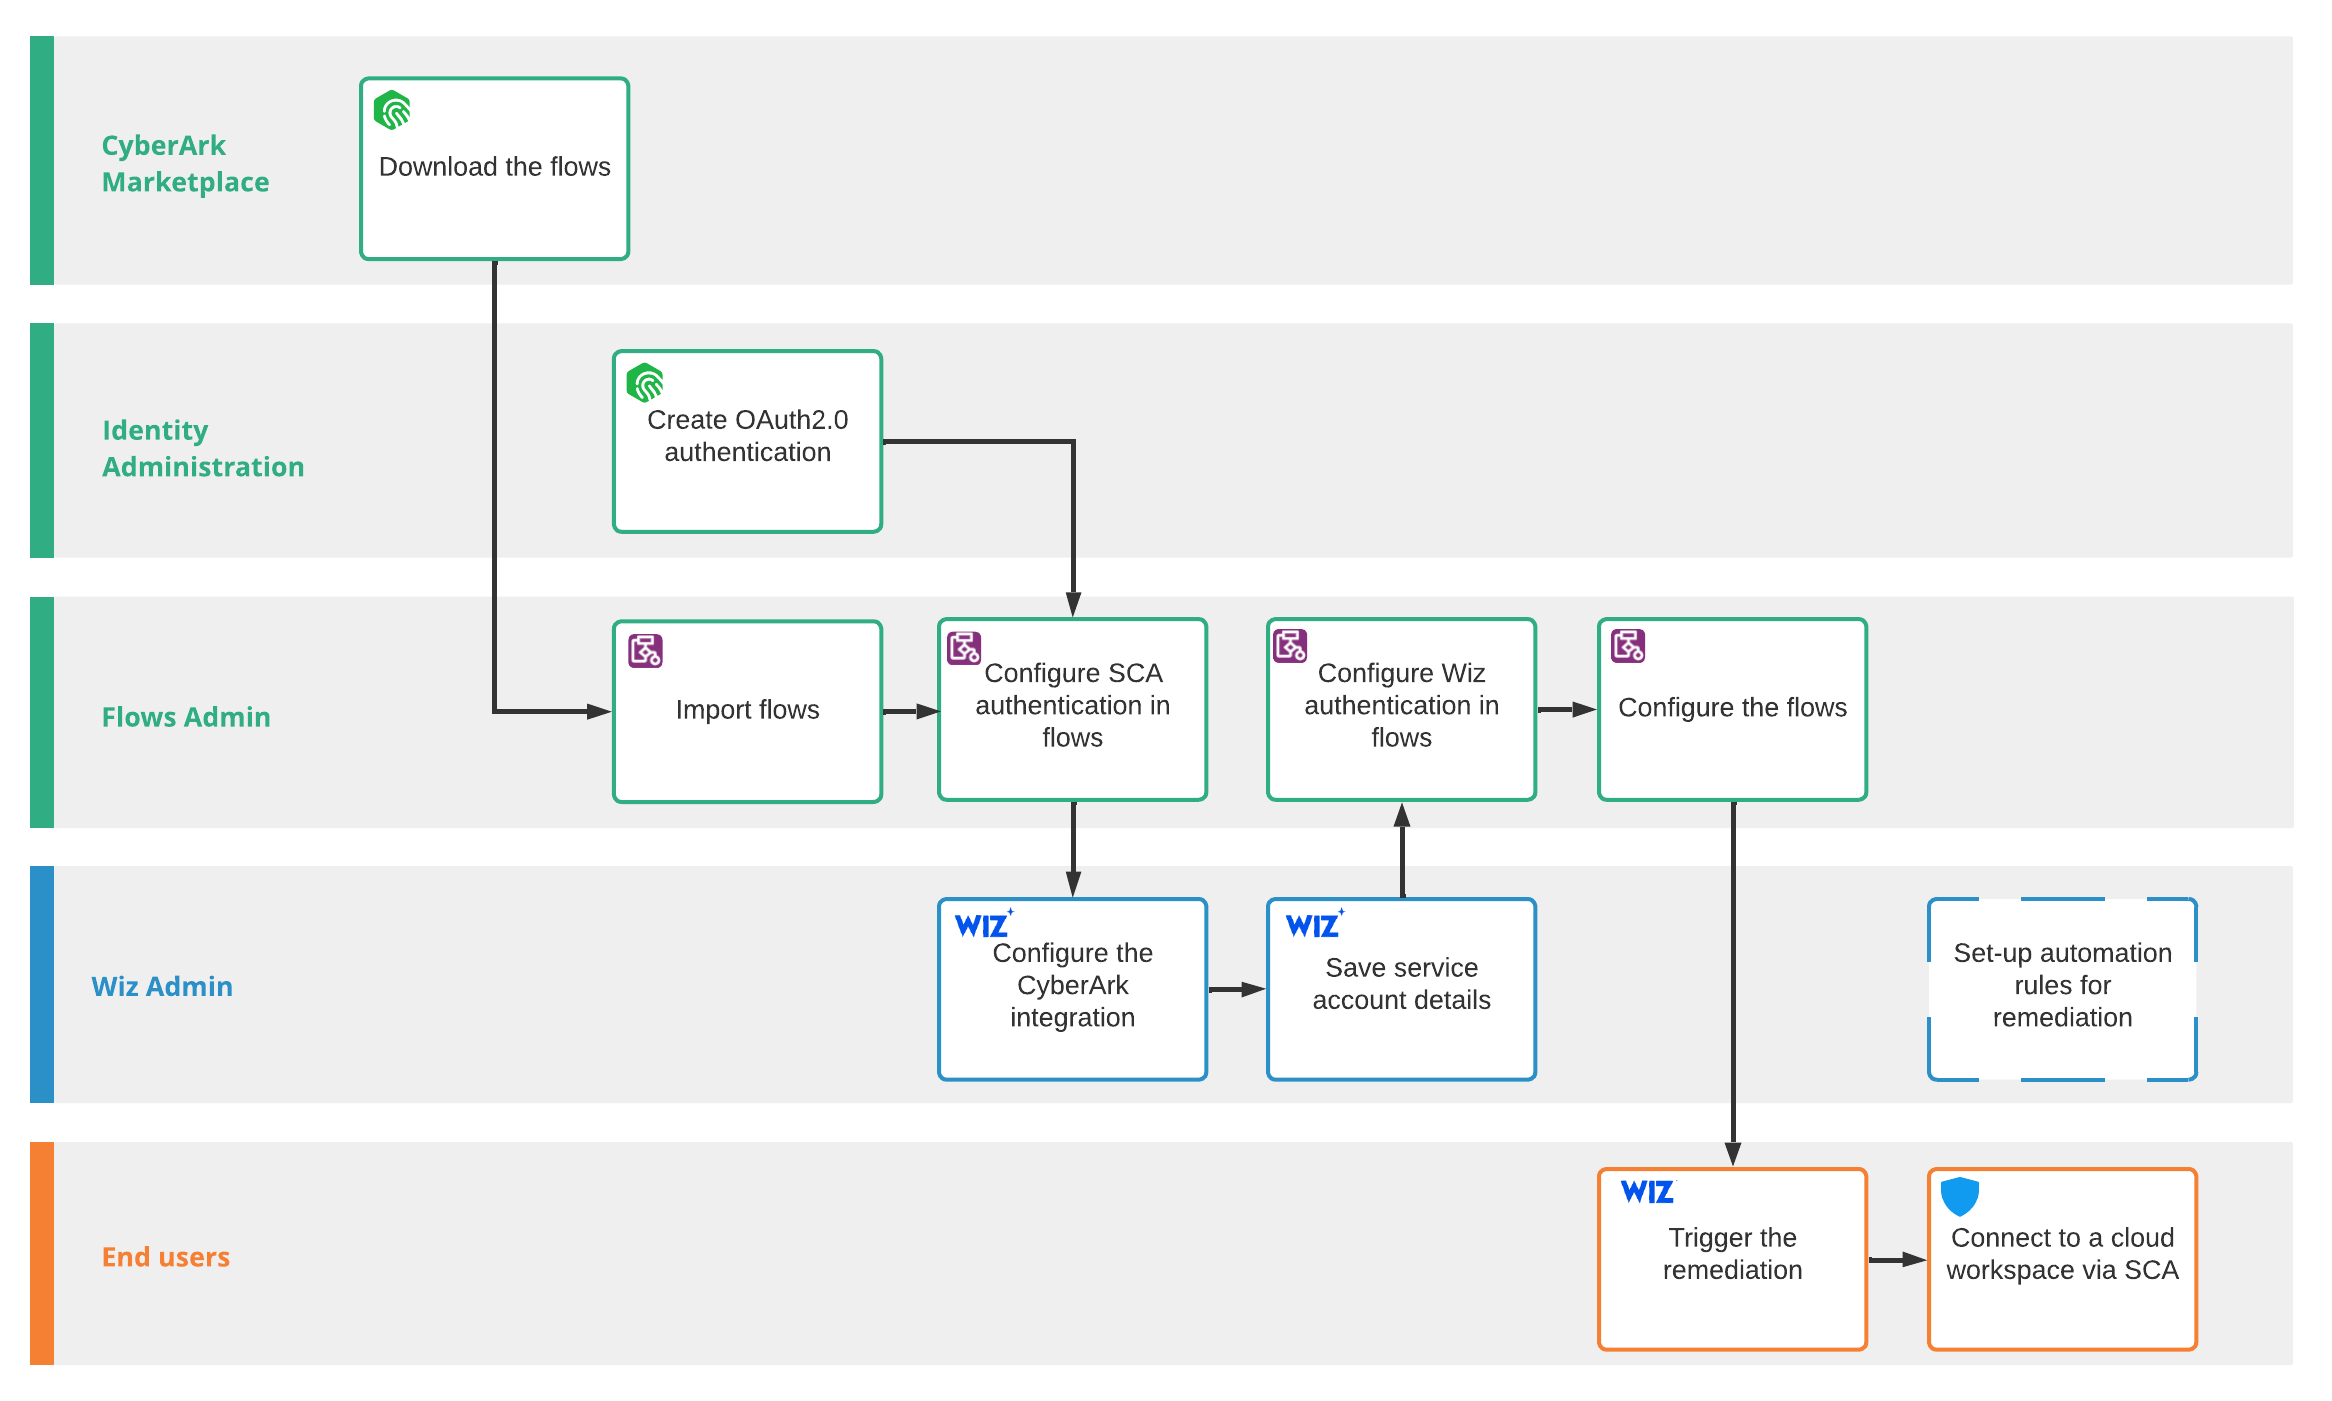 CyberArk
Marketplace
Download the flows
Identity
Administration
Create OAuth2.0
authentication
Flows Admin
Import flows
Configure SCA
authentication in
flows
Configure Wiz
authentication in
flows
Configure the flows
Wiz Admin
WIZ
Configure the
CyberArk
integration
WIZ
Save service
account details
Set-up automation
rules for
remediation
End users
WIZ
Trigger the
remediation
Connect to a cloud
workspace via SCA